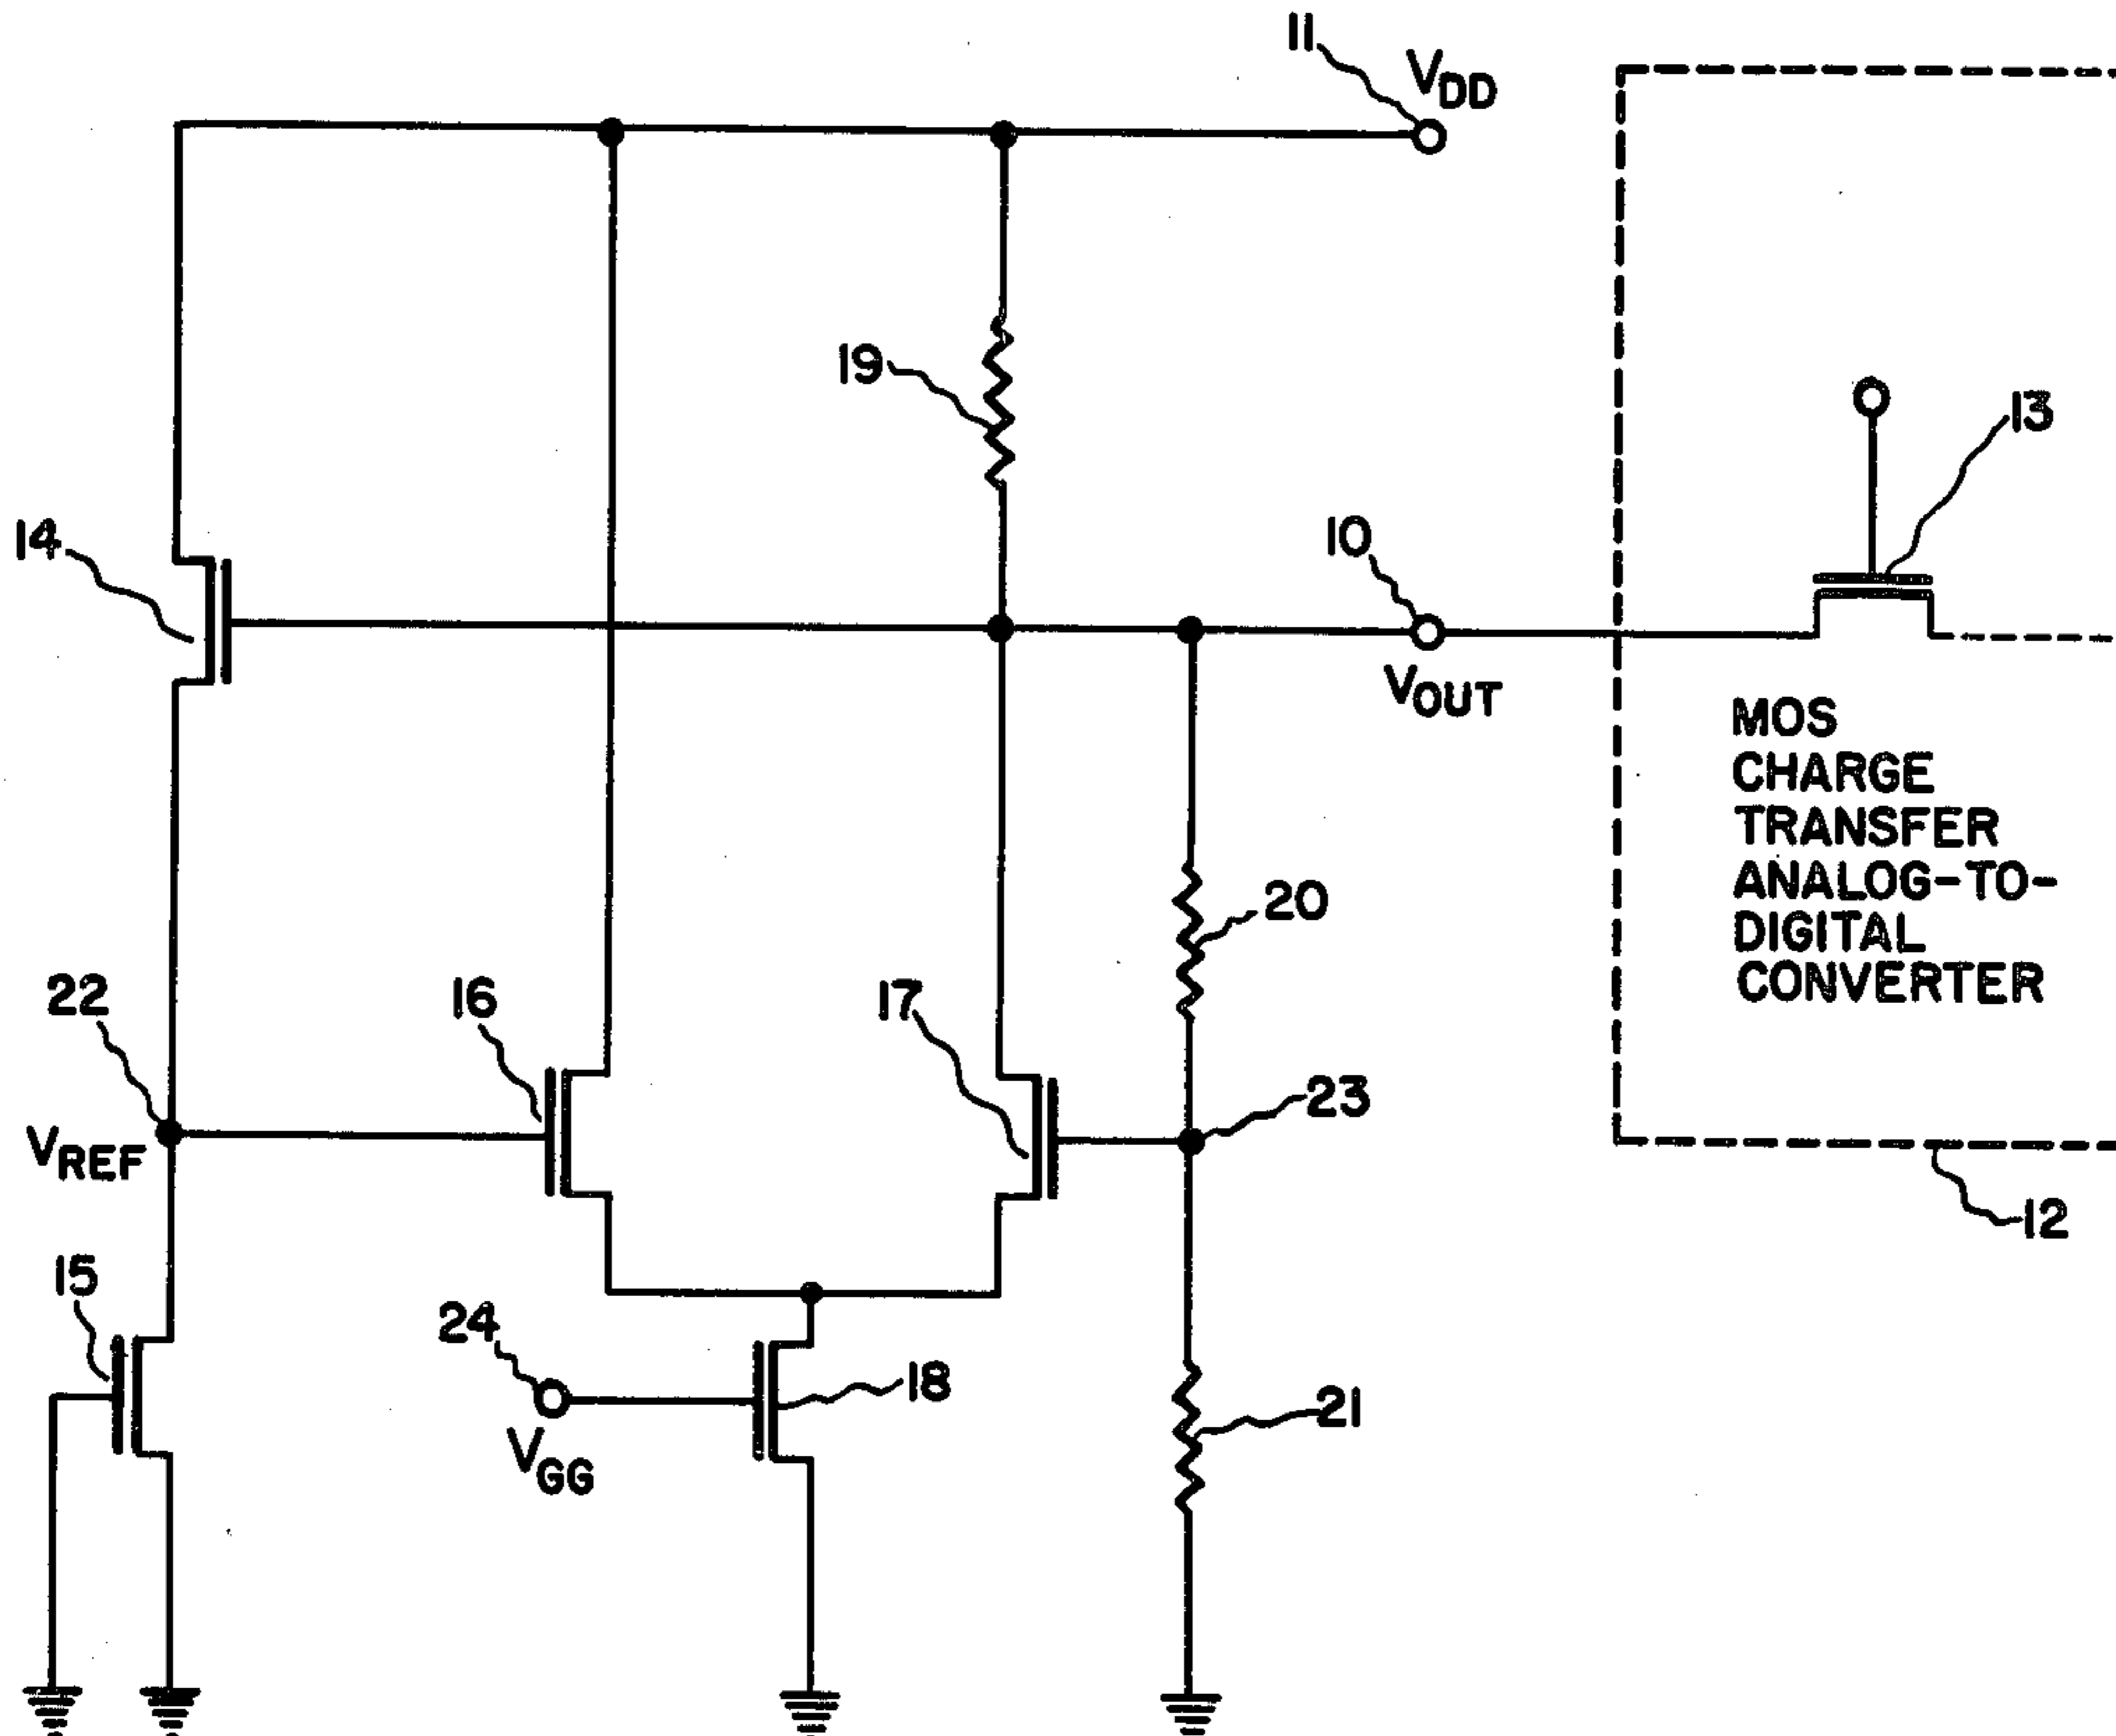 11
VDD
19
13
14
10
VOUT
MOS
CHARGE
TRANSFER
ANALOG-TO-
DIGITAL
CONVERTER
20
22
16
17
23
VREF
12
15
24
18
21
VGG